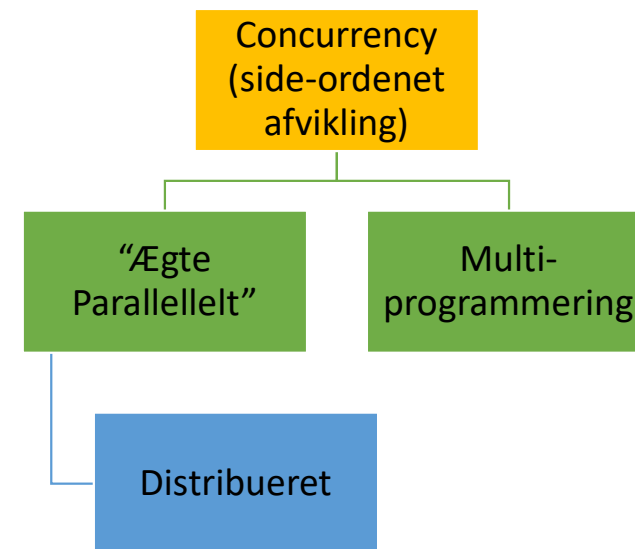 Concurrency
(side-ordenet
afvikling)
“Ægte
Parallellelt”
Multi-
programmering
Distribueret